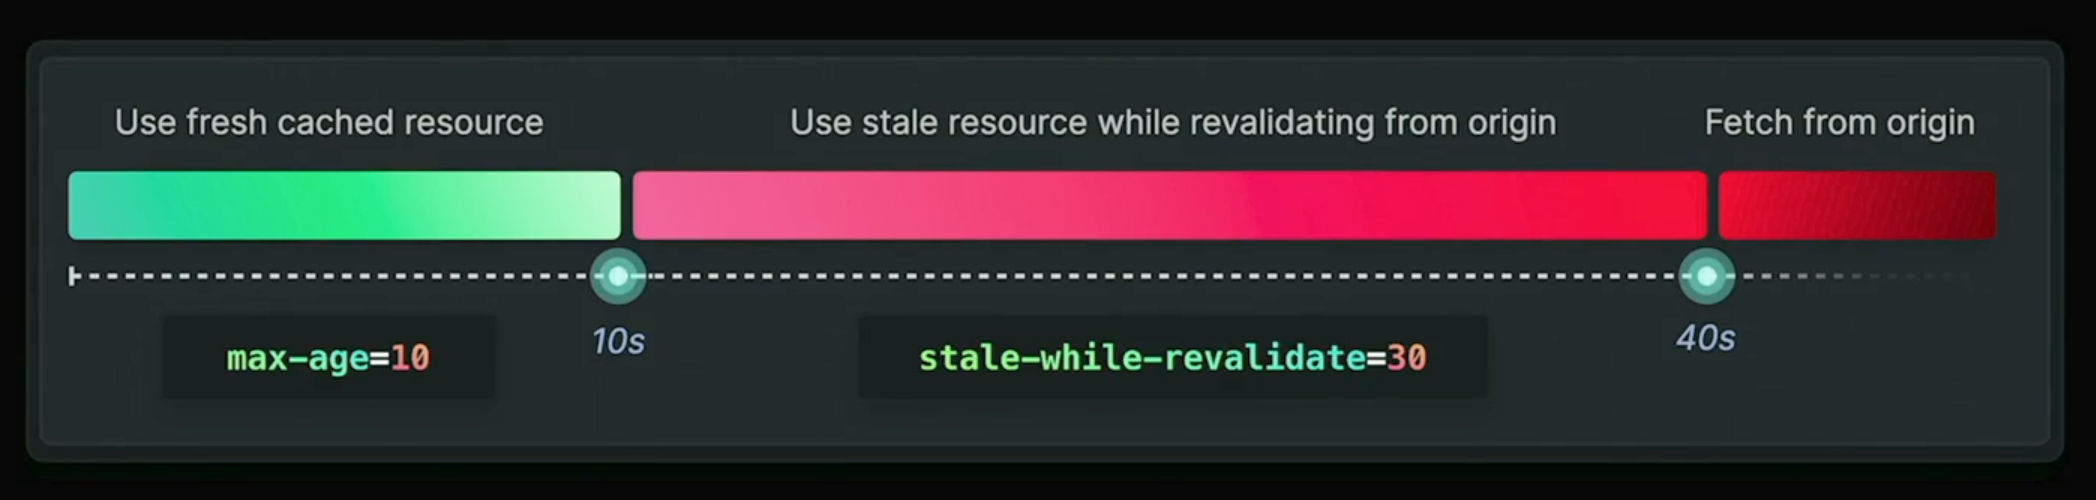 Use fresh cached resource
Use stale resource while revalidating from origin
Fetch from origin
10s
40s
max-age=10
stale-while-revalidate=30